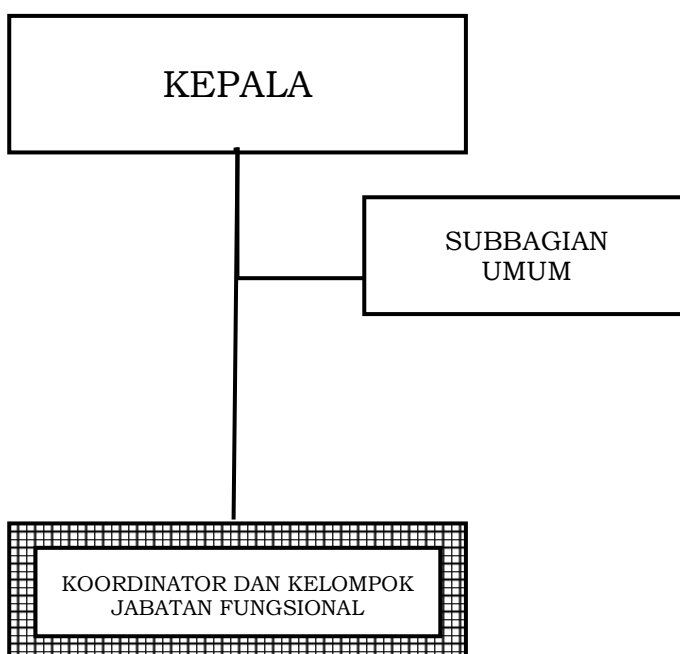 KEPALA
SUBBAGIAN
UMUM
KOORDINATOR DAN KELOMPOK
JABATAN FUNGSIONAL